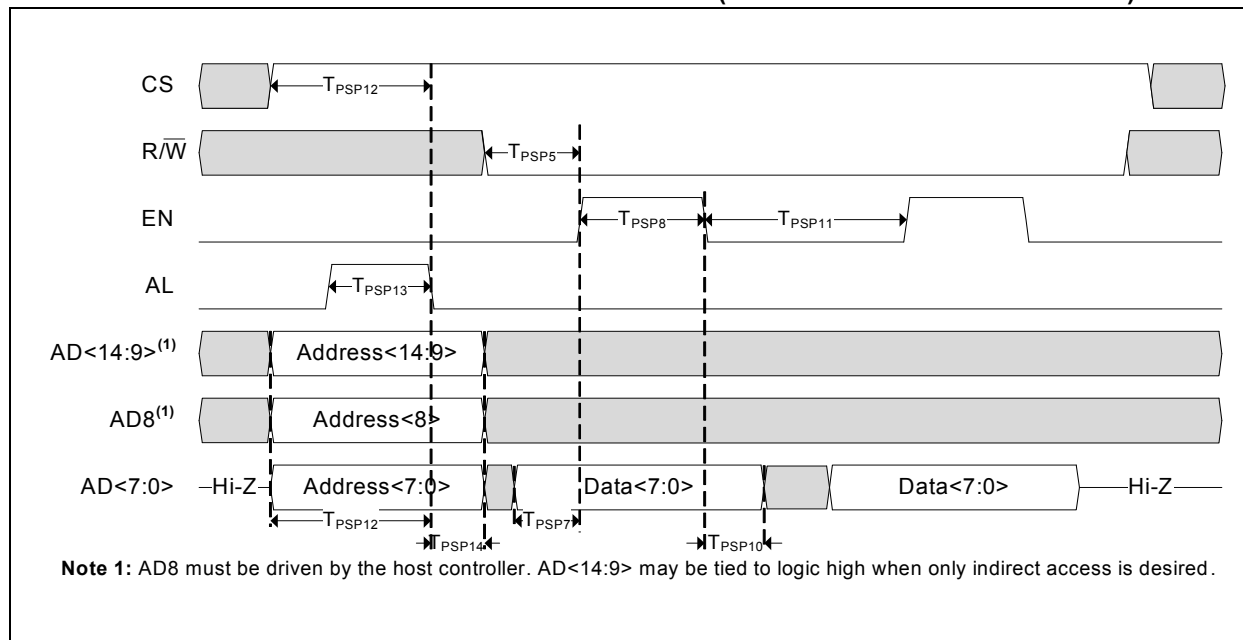 (
)
CS
T_PSP12
R/W̅
T_PSP5
EN
T_PSP8
T_PSP11
AL
T_PSP13
AD<14:9>(1)
Address<14:9>
AD8(1)
Address<8>
AD<7:0>
Hi-Z
Address<7:0>
Data<7:0>
Data<7:0>
Hi-Z
T_PSP12
T_PSP7
T_PSP14
T_PSP10
Note 1: AD8 must be driven by the host controller. AD<14:9> may be tied to logic high when only indirect access is desired.